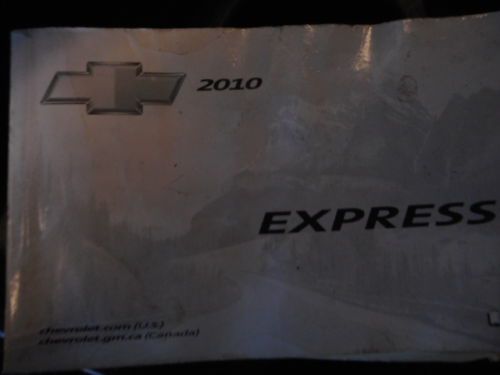 2010
EXPRESS
chevrolet.com (U.S.)
chevrolet.gm.ca (Canada)